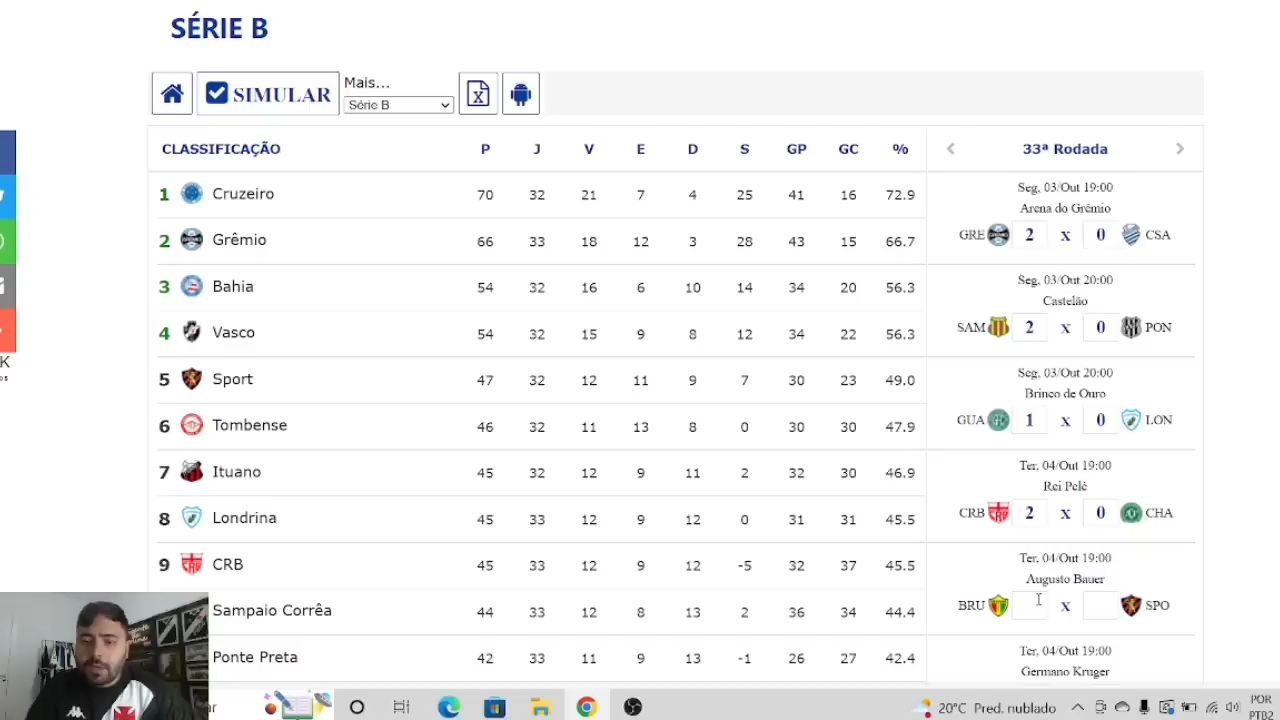 SÉRIE B
SIMULAR
Mais...
Série B
CLASSIFICAÇÃO P J V E D S GP GC %
1 Cruzeiro 70 32 21 7 4 25 41 16 72.9
2 Grêmio 66 33 18 12 3 28 43 15 66.7
3 Bahia 54 32 16 6 10 14 34 20 56.3
4 Vasco 54 32 15 9 8 12 34 22 56.3
5 Sport 47 32 12 11 9 7 30 23 49.0
6 Tombense 46 32 11 13 8 0 30 30 47.9
7 Ituano 45 32 12 9 11 2 32 30 46.9
8 Londrina 45 33 12 9 12 0 31 31 45.5
9 CRB 45 33 12 9 12 -5 32 37 45.5
Sampaio Corrêa 44 33 12 8 13 2 36 34 44.4
Ponte Preta 42 33 11 9 13 -1 26 27 42.4
33ª Rodada
Seg, 03/Out 19:00
Arena do Grêmio
GRE 2 x 0 CSA
Seg, 03/Out 20:00
Castelão
SAM 2 x 0 PON
Seg, 03/Out 20:00
Brinco de Ouro
GUA 1 x 0 LON
Ter, 04/Out 19:00
Rei Pelé
CRB 2 x 0 CHA
Ter, 04/Out 19:00
Augusto Bauer
BRU x SPO
Ter, 04/Out 19:00
Germano Kruger
K
ar
20°C Pred. nublado
POR
PTB2